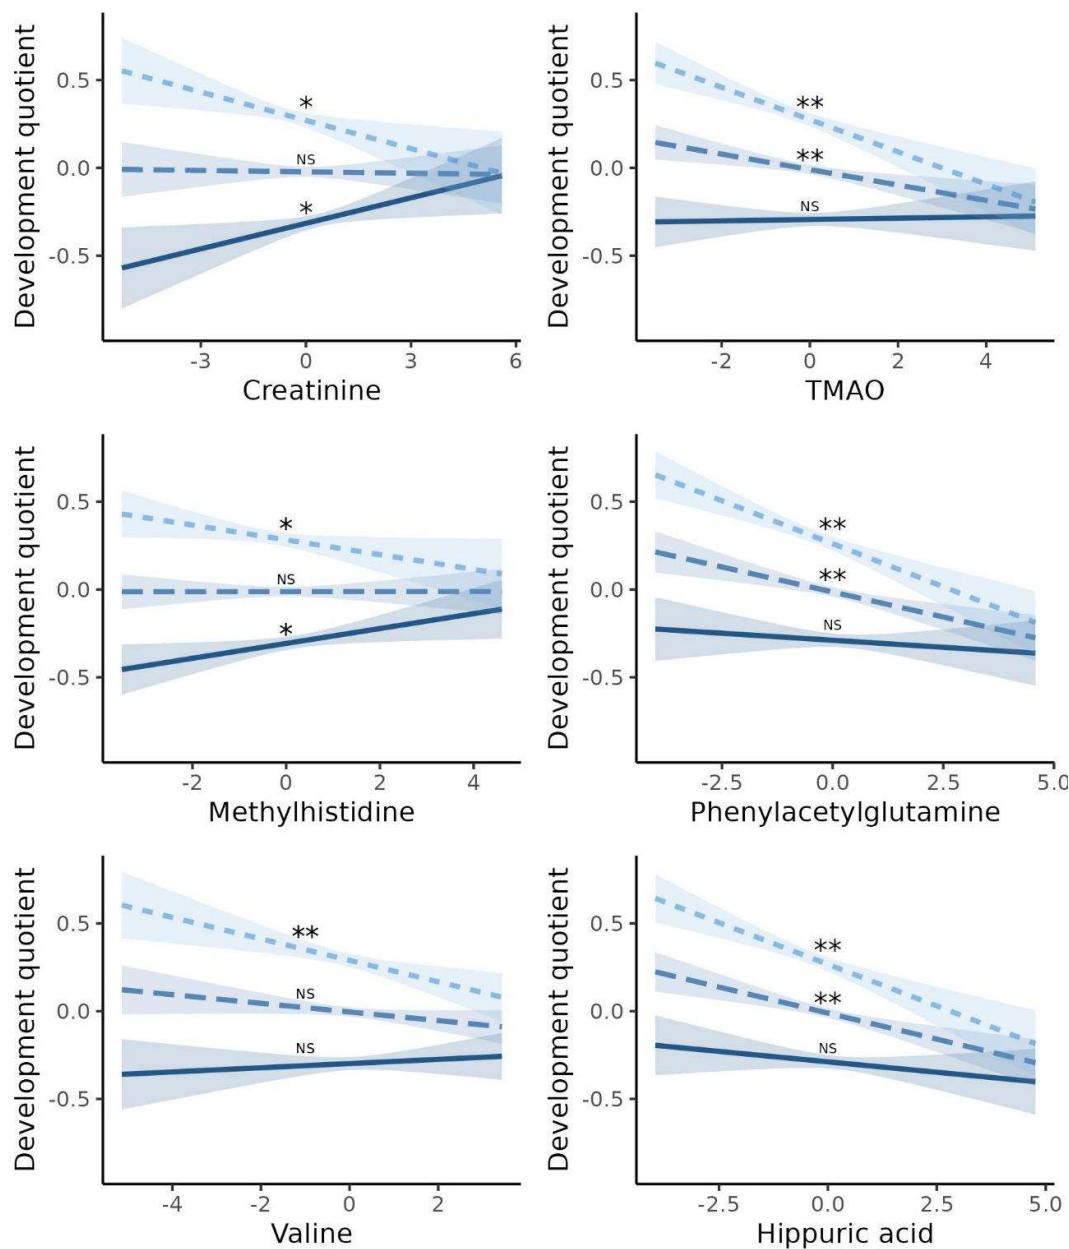 Development quotient
0.5
0.0
-0.5
*
NS
*
-3 0 3 6
Creatinine
Development quotient
0.5
0.0
-0.5
**
**
NS
-2 0 2 4
TMAO
Development quotient
0.5
0.0
-0.5
*
NS
*
-2 0 2 4
Methylhistidine
Development quotient
0.5
0.0
-0.5
**
**
NS
-2.5 0.0 2.5 5.0
Phenylacetylglutamine
Development quotient
0.5
0.0
-0.5
**
NS
NS
-4 -2 0 2
Valine
Development quotient
0.5
0.0
-0.5
**
**
NS
-2.5 0.0 2.5 5.0
Hippuric acid